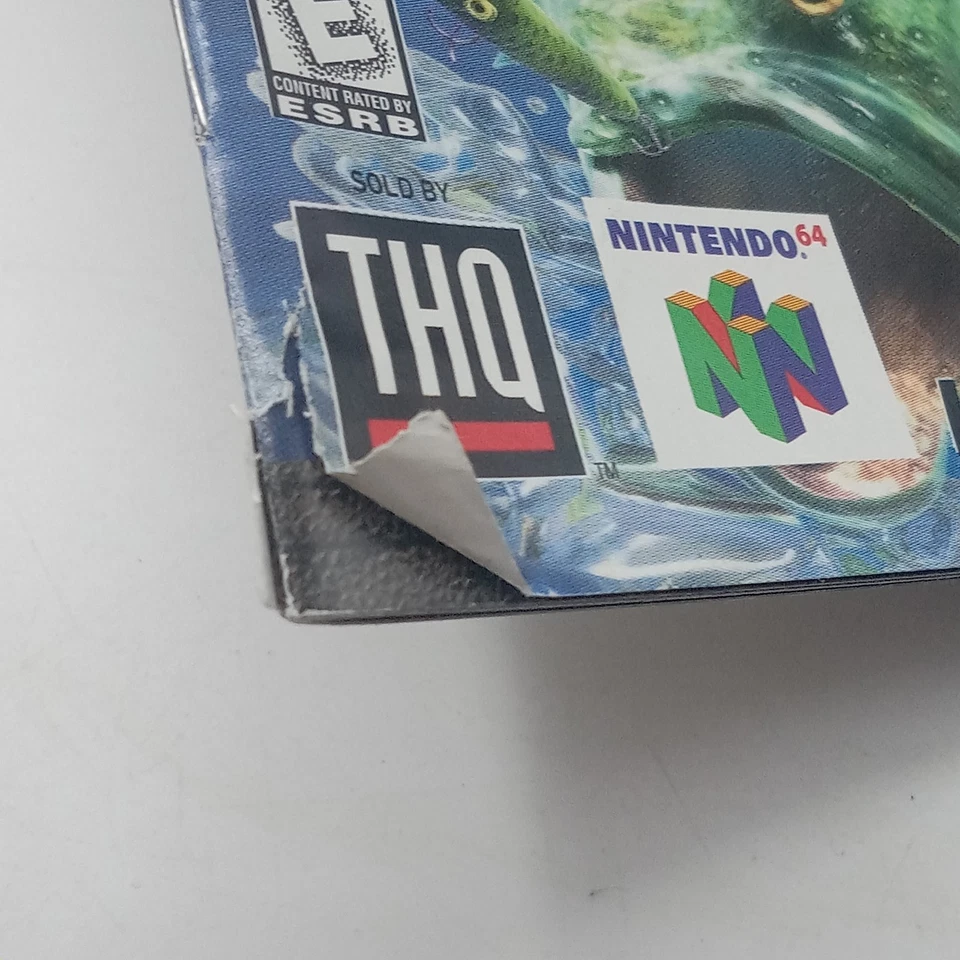 E
CONTENT RATED BY
ESRB
SOLD BY
THQ
™
NINTENDO64